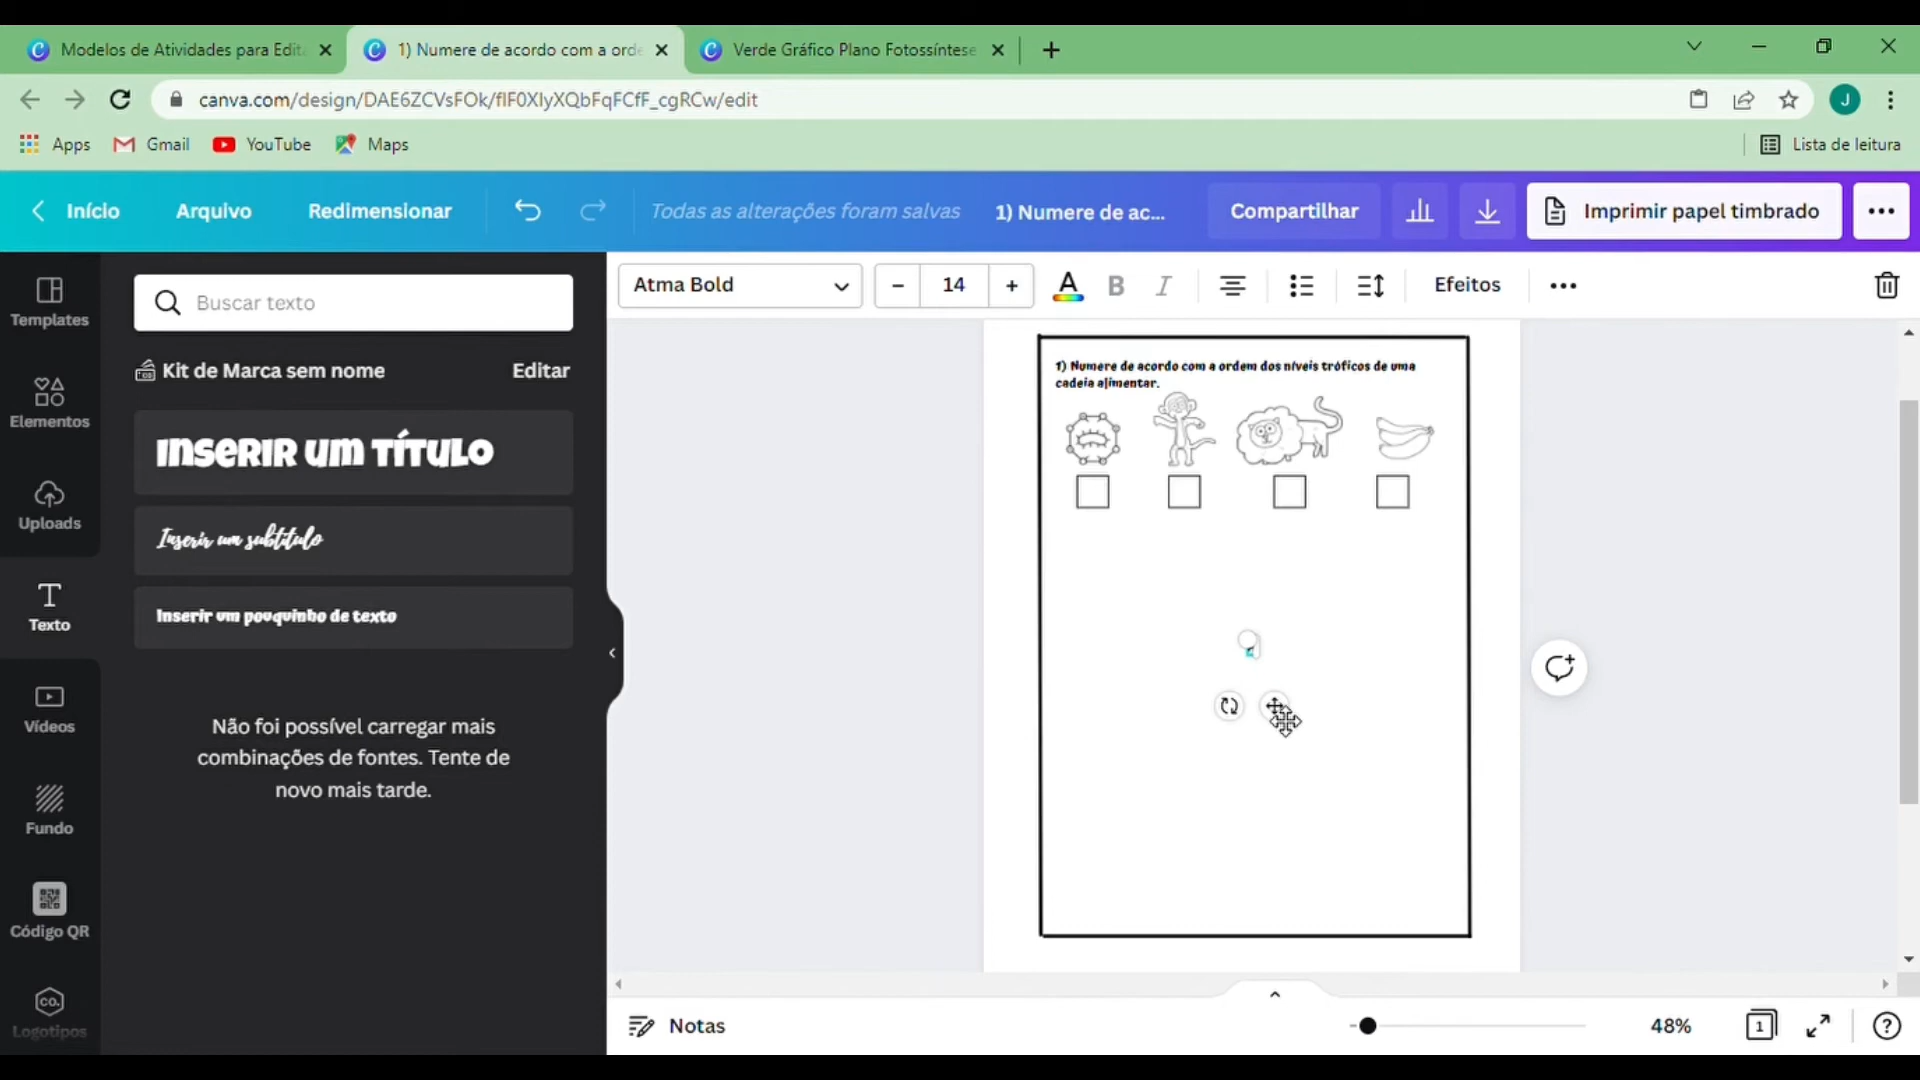 Modelos de Atividades para Edit
1) Numere de acordo com a orde
Verde Gráfico Plano Fotossíntese
canva.com/design/DAE6ZCVsFOk/flF0XIyXQbFqFCfF_cgRCw/edit
J
Apps
Gmail
YouTube
Maps
Lista de leitura
Início
Arquivo
Redimensionar
Todas as alterações foram salvas
1) Numere de ac...
Compartilhar
Imprimir papel timbrado
Templates
Elementos
Uploads
Texto
Vídeos
Fundo
Código QR
CO.
Logotipos
Buscar texto
Kit de Marca sem nome
Editar
Inserir um título
Inserir um subtítulo
Inserir um pouquinho de texto
Não foi possível carregar mais
combinações de fontes. Tente de
novo mais tarde.
Atma Bold
14
A
B
I
Efeitos
1) Numere de acordo com a ordem dos níveis tróficos de uma
cadeia alimentar.
Notas
48%
1